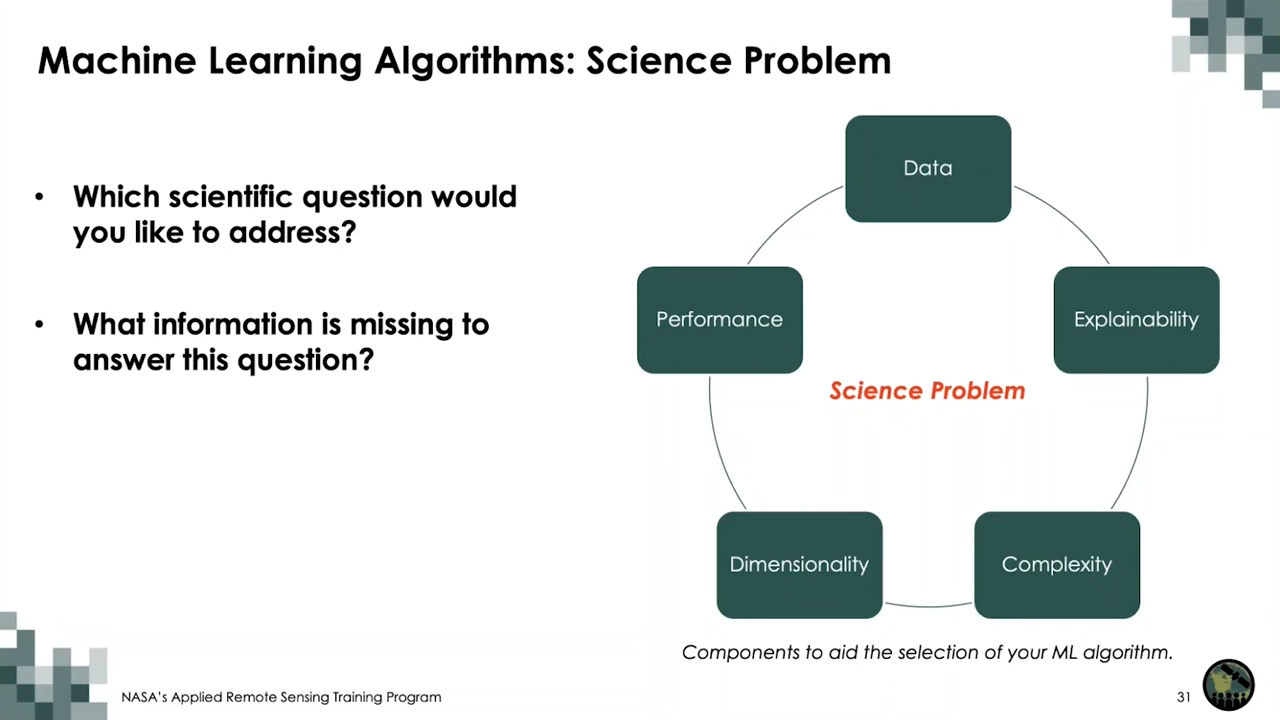 Machine Learning Algorithms: Science Problem
• Which scientific question would
you like to address?
• What information is missing to
answer this question?
Data
Performance
Explainability
Science Problem
Dimensionality
Complexity
Components to aid the selection of your ML algorithm.
NASA's Applied Remote Sensing Training Program
31